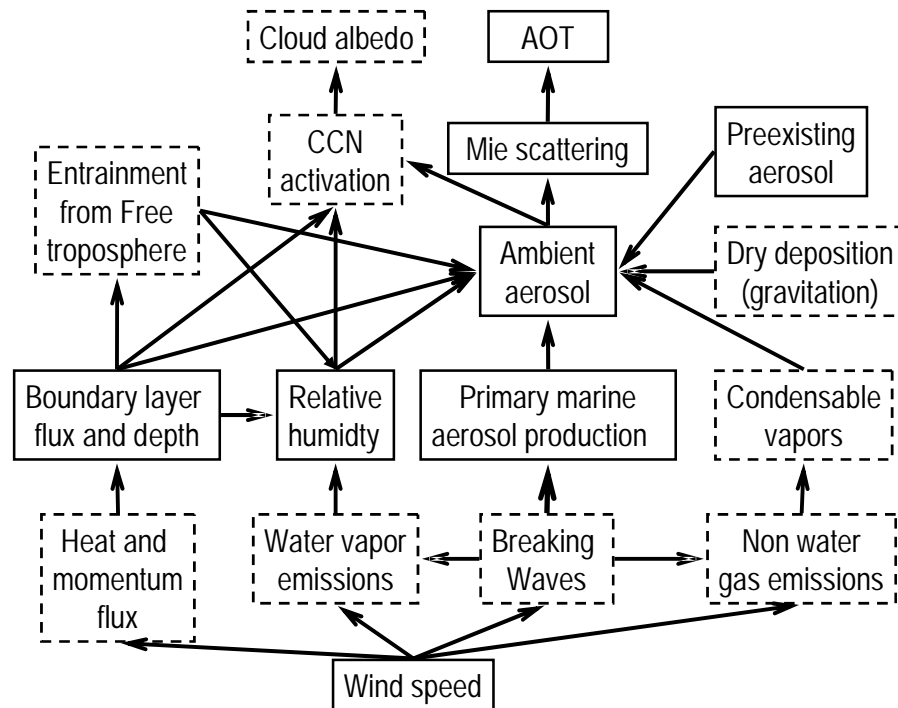 Cloud albedo
AOT
CCN
activation
Mie scattering
Preexisting
aerosol
Entrainment
from Free
troposphere
Ambient
aerosol
Dry deposition
(gravitation)
Boundary layer
flux and depth
Relative
humidty
Primary marine
aerosol production
Condensable
vapors
Heat and
momentum
flux
Water vapor
emissions
Breaking
Waves
Non water
gas emissions
Wind speed